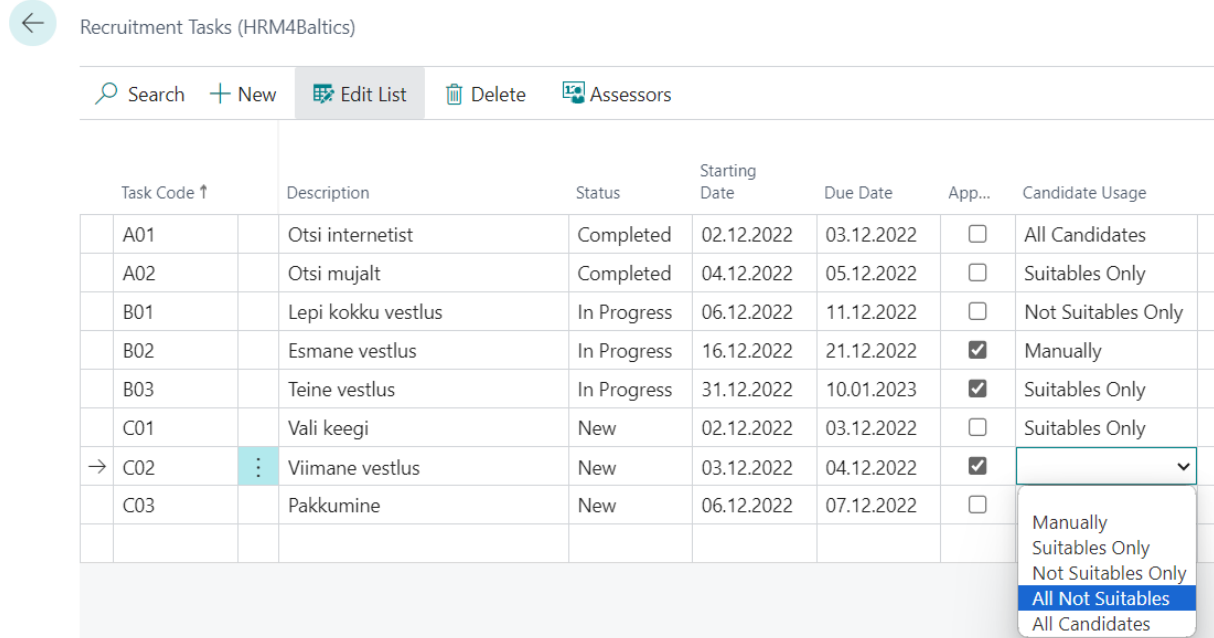 Recruitment Tasks (HRM4Baltics)
Search New Edit List Delete Assessors
Task Code ↑ Description Status Starting Date Due Date App... Candidate Usage
A01 Otsi internetist Completed 02.12.2022 03.12.2022 All Candidates
A02 Otsi mujalt Completed 04.12.2022 05.12.2022 Suitables Only
B01 Lepi kokku vestlus In Progress 06.12.2022 11.12.2022 Not Suitables Only
B02 Esmane vestlus In Progress 16.12.2022 21.12.2022 Manually
B03 Teine vestlus In Progress 31.12.2022 10.01.2023 Suitables Only
C01 Vali keegi New 02.12.2022 03.12.2022 Suitables Only
C02 Viimane vestlus New 03.12.2022 04.12.2022
C03 Pakkumine New 06.12.2022 07.12.2022
Manually
Suitables Only
Not Suitables Only
All Not Suitables
All Candidates